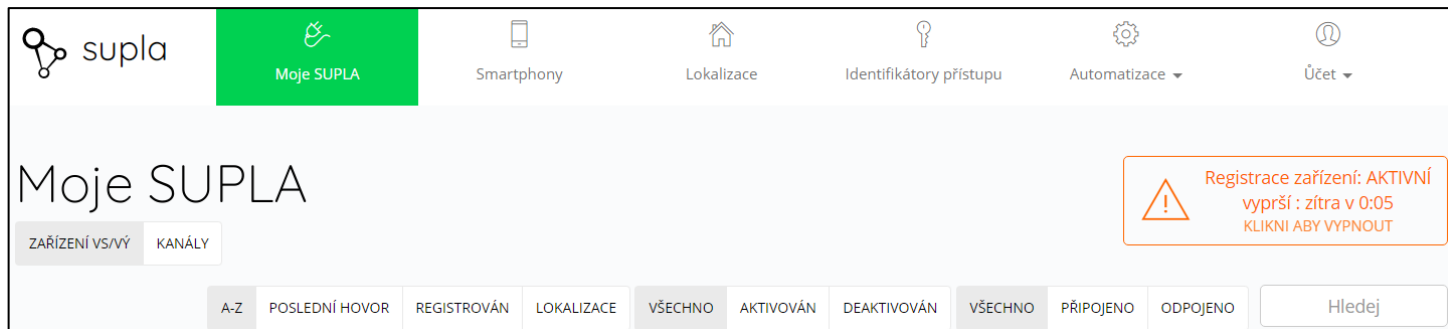 supla
Moje SUPLA
Smartphony
Lokalizace
Identifikátory přístupu
Automatizace
Účet
Moje SUPLA
Registrace zařízení: AKTIVNÍ
vyprší : zítra v 0:05
KLIKNI ABY VYPNOUT
ZAŘÍZENÍ VS/VÝ KANÁLY
A-Z POSLEDNÍ HOVOR REGISTROVÁN LOKALIZACE VŠECHNO AKTIVOVÁN DEAKTIVOVÁN VŠECHNO PŘIPOJENO ODPOJENO Hledej